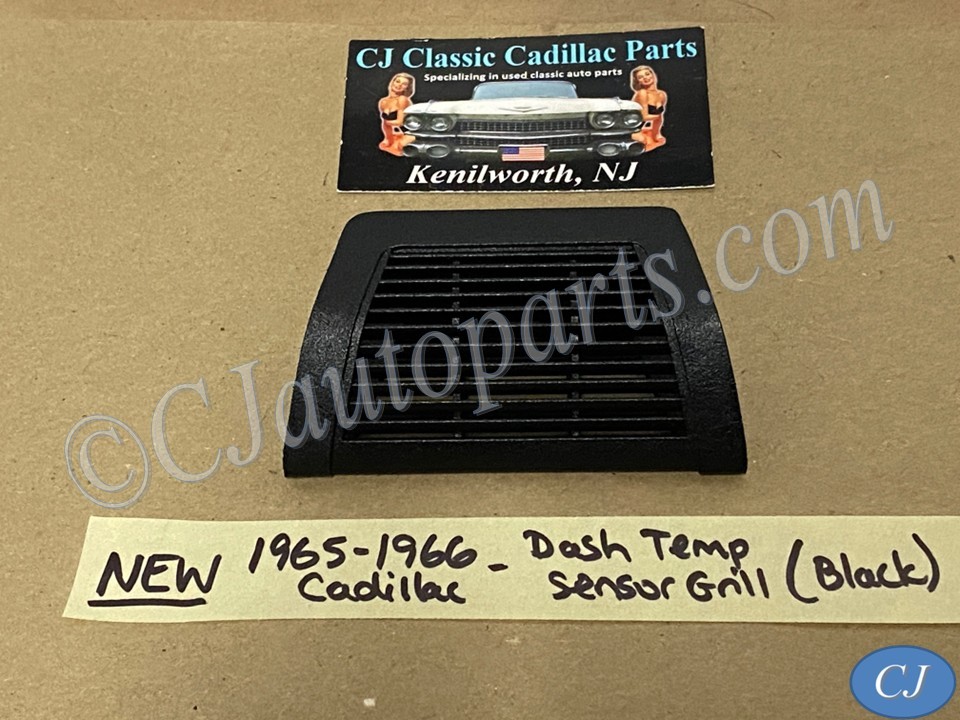 CJ Classic Cadillac Parts
Specializing in used classic auto parts
Kenilworth, NJ
©CJautoparts.com
NEW 1965-1966 Cadillac - Dash Temp Sensor Grill (Black)
CJ